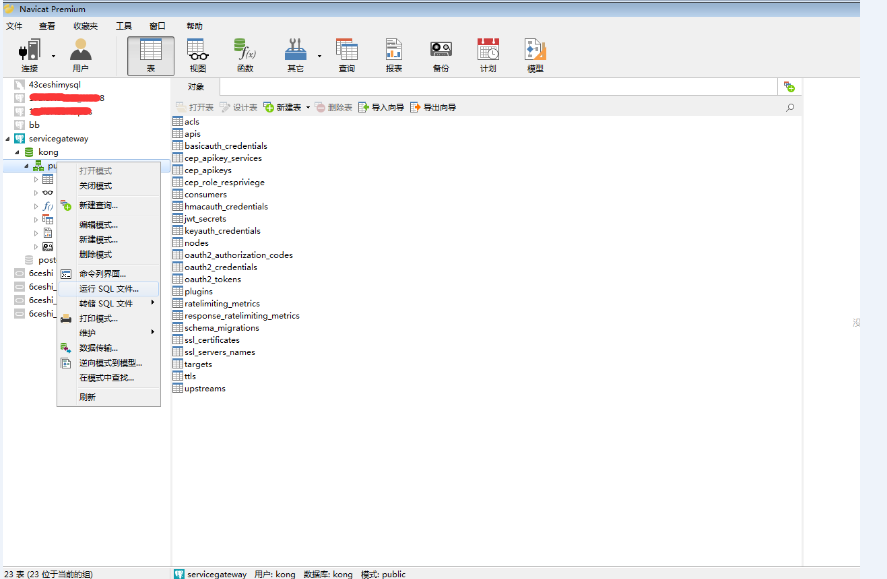 Navicat Premium
文件 查看 收藏夹 工具 窗口 帮助
连接 用户 表 视图 函数 其它 查询 报表 备份 计划 模型
f(x)
43ceshimysql
8
bb
servicegateway
kong
pu
f()
post
6ceshi
6ceshi_
6ceshi_
6ceshi_
打开模式
关闭模式
新建查询...
编辑模式...
新建模式...
删除模式
命令列界面...
运行 SQL 文件...
转储 SQL 文件
打印模式...
维护
数据传输...
逆向模式到模型...
在模式中查找...
刷新
对象
打开表 设计表 新建表 删除表 导入向导 导出向导
acls
apis
basicauth_credentials
cep_apikey_services
cep_apikeys
cep_role_respriviege
consumers
hmacauth_credentials
jwt_secrets
keyauth_credentials
nodes
oauth2_authorization_codes
oauth2_credentials
oauth2_tokens
plugins
ratelimiting_metrics
response_ratelimiting_metrics
schema_migrations
ssl_certificates
ssl_servers_names
targets
ttls
upstreams
23 表 (23 位于当前的组) servicegateway 用户: kong 数据库: kong 模式: public